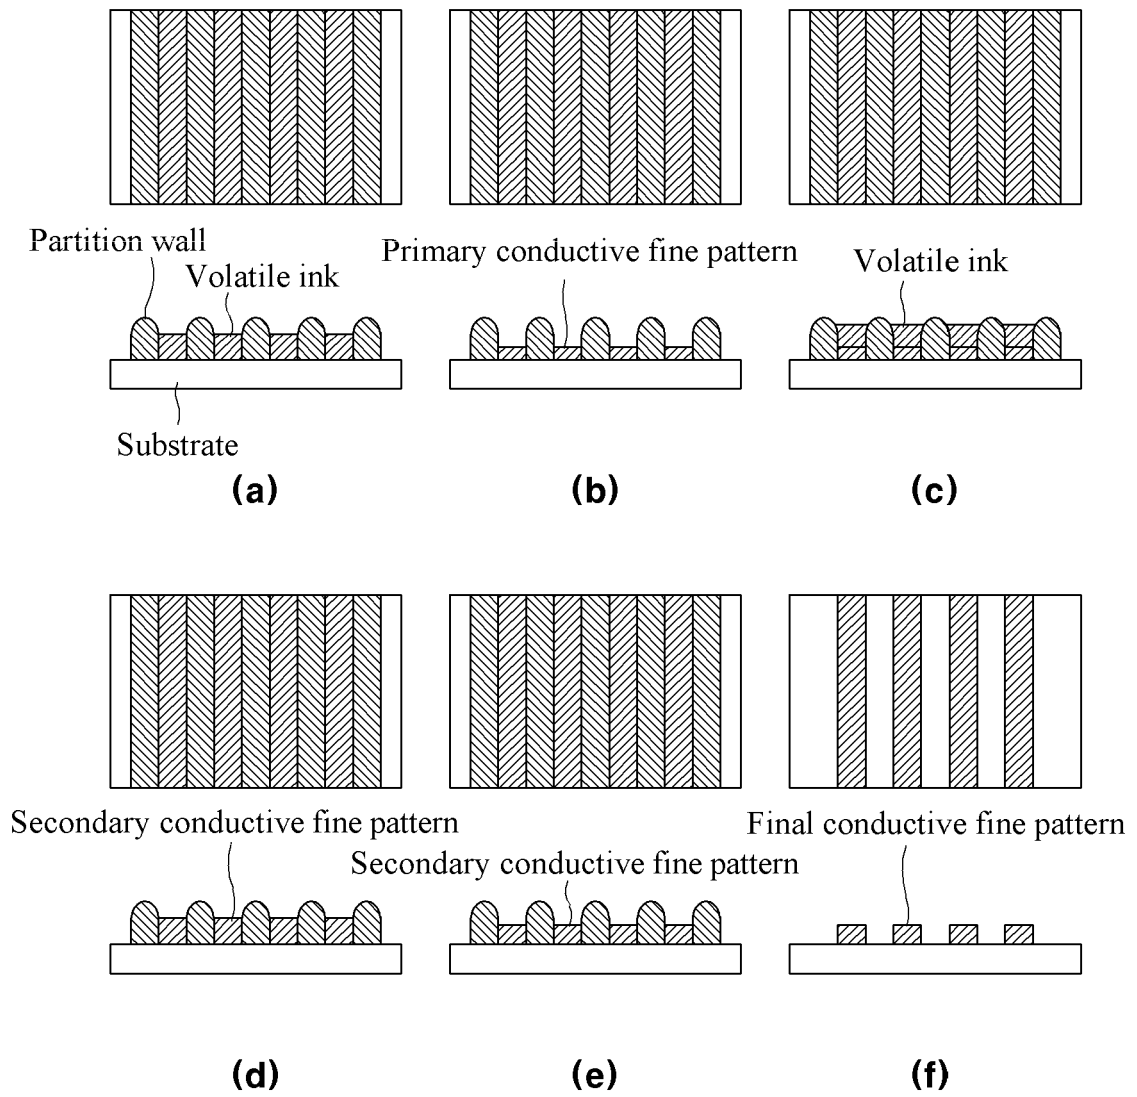 Partition wall
Volatile ink
Substrate
(a)
Primary conductive fine pattern
(b)
Volatile ink
(c)
Secondary conductive fine pattern
(d)
Secondary conductive fine pattern
(e)
Final conductive fine pattern
(f)